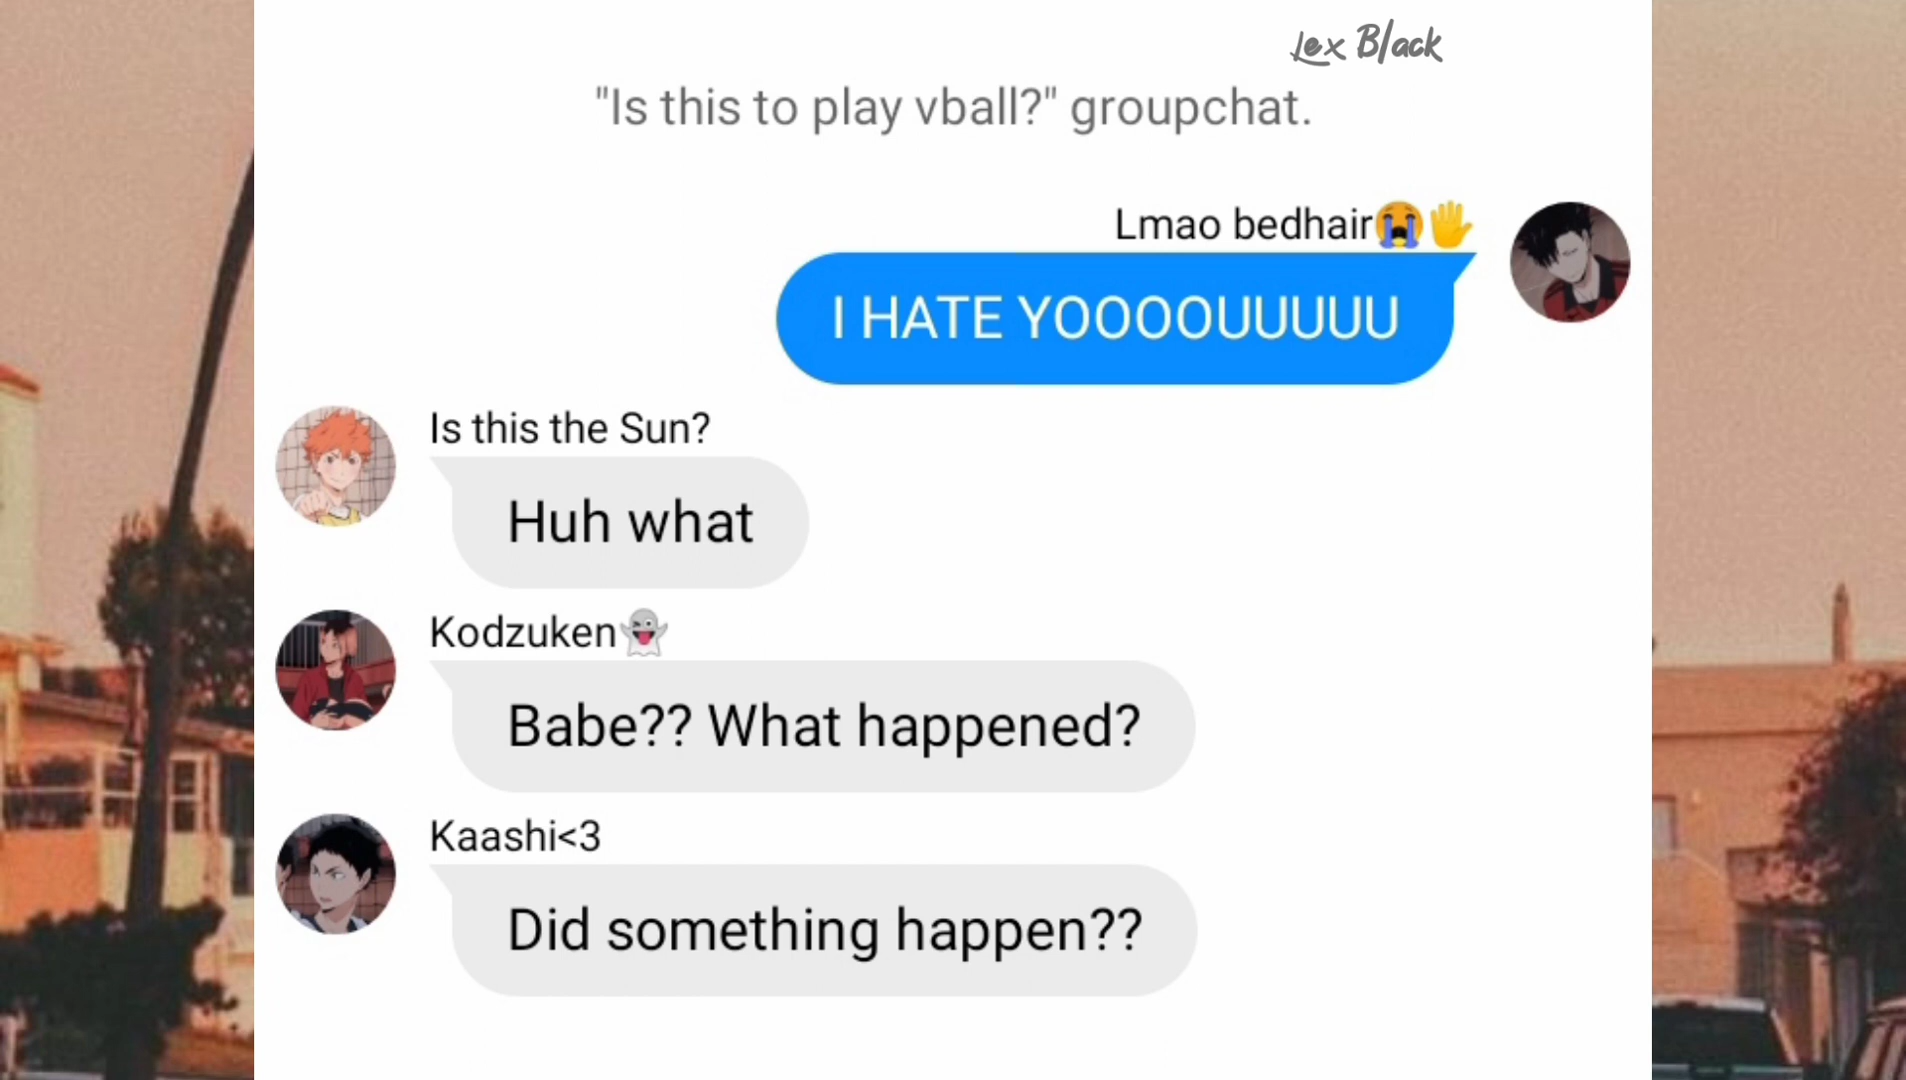 Lex Black
"Is this to play vball?" groupchat.
Lmao bedhair😭🖐
I HATE YOOOOUUUUU
Is this the Sun?
Huh what
Kodzuken👻
Babe?? What happened?
Kaashi<3
Did something happen??